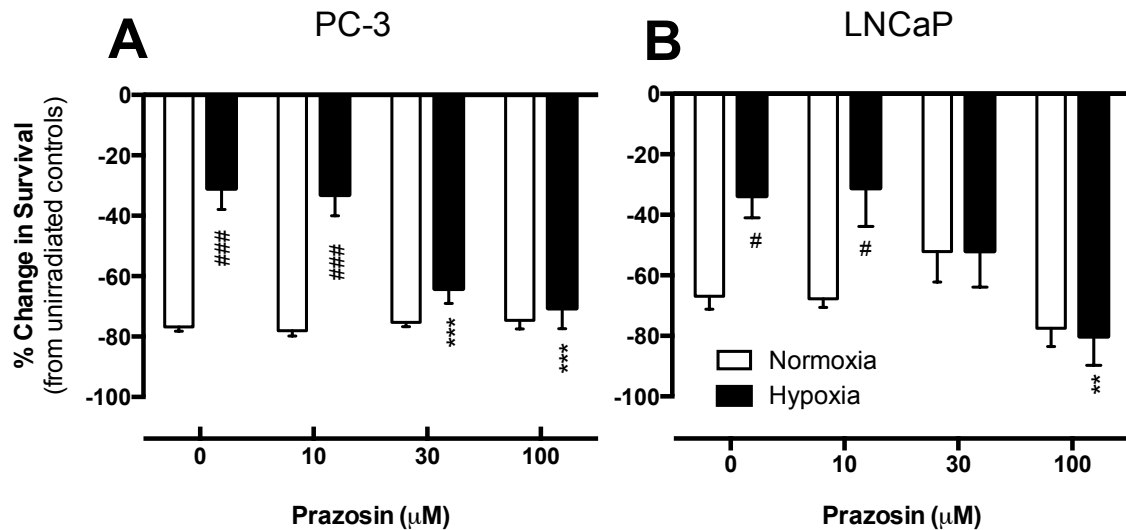 A PC-3
B LNCaP
% Change in Survival
(from unirradiated controls)
0
-20
-40
-60
-80
-100
###
###
***
***
0 10 30 100
Prazosin (μM)
0
-20
-40
-60
-80
-100
#
#
**
Normoxia
Hypoxia
0 10 30 100
Prazosin (μM)